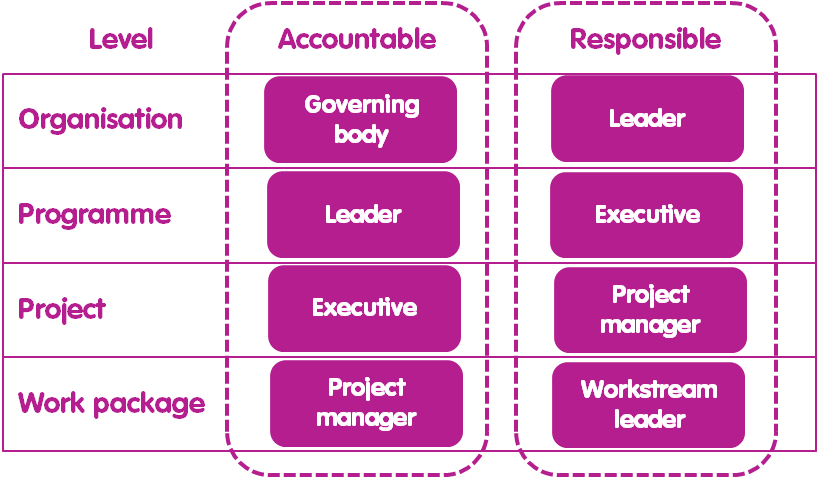 Level Accountable Responsible
Organisation
Governing
body
Leader
Programme
Leader
Executive
Project
Executive
Project
manager
Work package
Project
manager
Workstream
leader